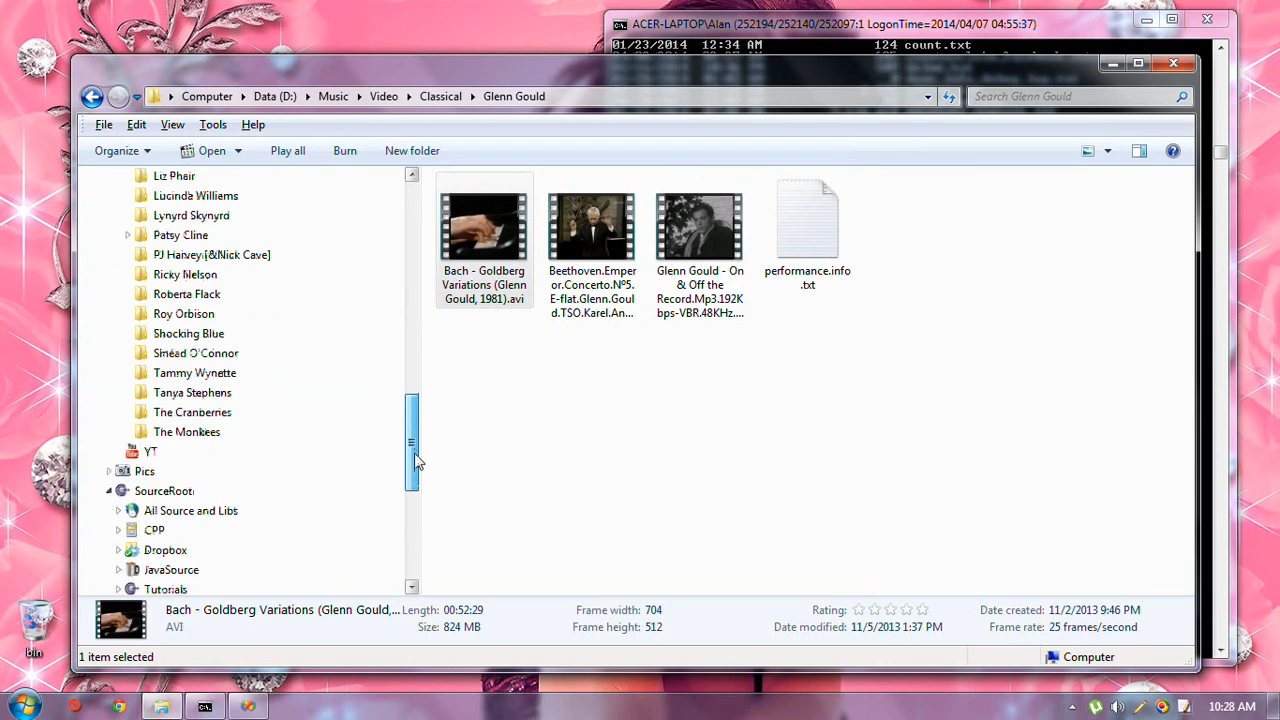 ACER-LAPTOP\Alan (252194/252140/252097:1 LogonTime=2014/04/07 04:55:37)
01/23/2014 12:34 AM 124 count.txt
Computer Data (D:) Music Video Classical Glenn Gould
Search Glenn Gould
File Edit View Tools Help
Organize Open Play all Burn New folder
Liz Phair
Lucinda Williams
Lynyrd Skynyrd
Patsy Cline
PJ Harvey [&Nick Cave]
Ricky Nelson
Roberta Flack
Roy Orbison
Shocking Blue
Sinéad O'Connor
Tammy Wynette
Tanya Stephens
The Cranberries
The Monkees
YT
Pics
SourceRoot
All Source and Libs
CPP
Dropbox
JavaSource
Tutorials
Bach - Goldberg
Variations (Glenn
Gould, 1981).avi
Beethoven.Emper
or.Concerto.Nº5.
E-flat.Glenn.Goul
d.TSO.Karel.An...
Glenn Gould - On
& Off the
Record.Mp3.192K
bps-VBR.48KHz....
performance.info
.txt
Bach - Goldberg Variations (Glenn Gould,... Length: 00:52:29 Frame width: 704 Rating: Date created: 11/2/2013 9:46 PM
AVI Size: 824 MB Frame height: 512 Date modified: 11/5/2013 1:37 PM Frame rate: 25 frames/second
1 item selected
Computer
bin
10:28 AM